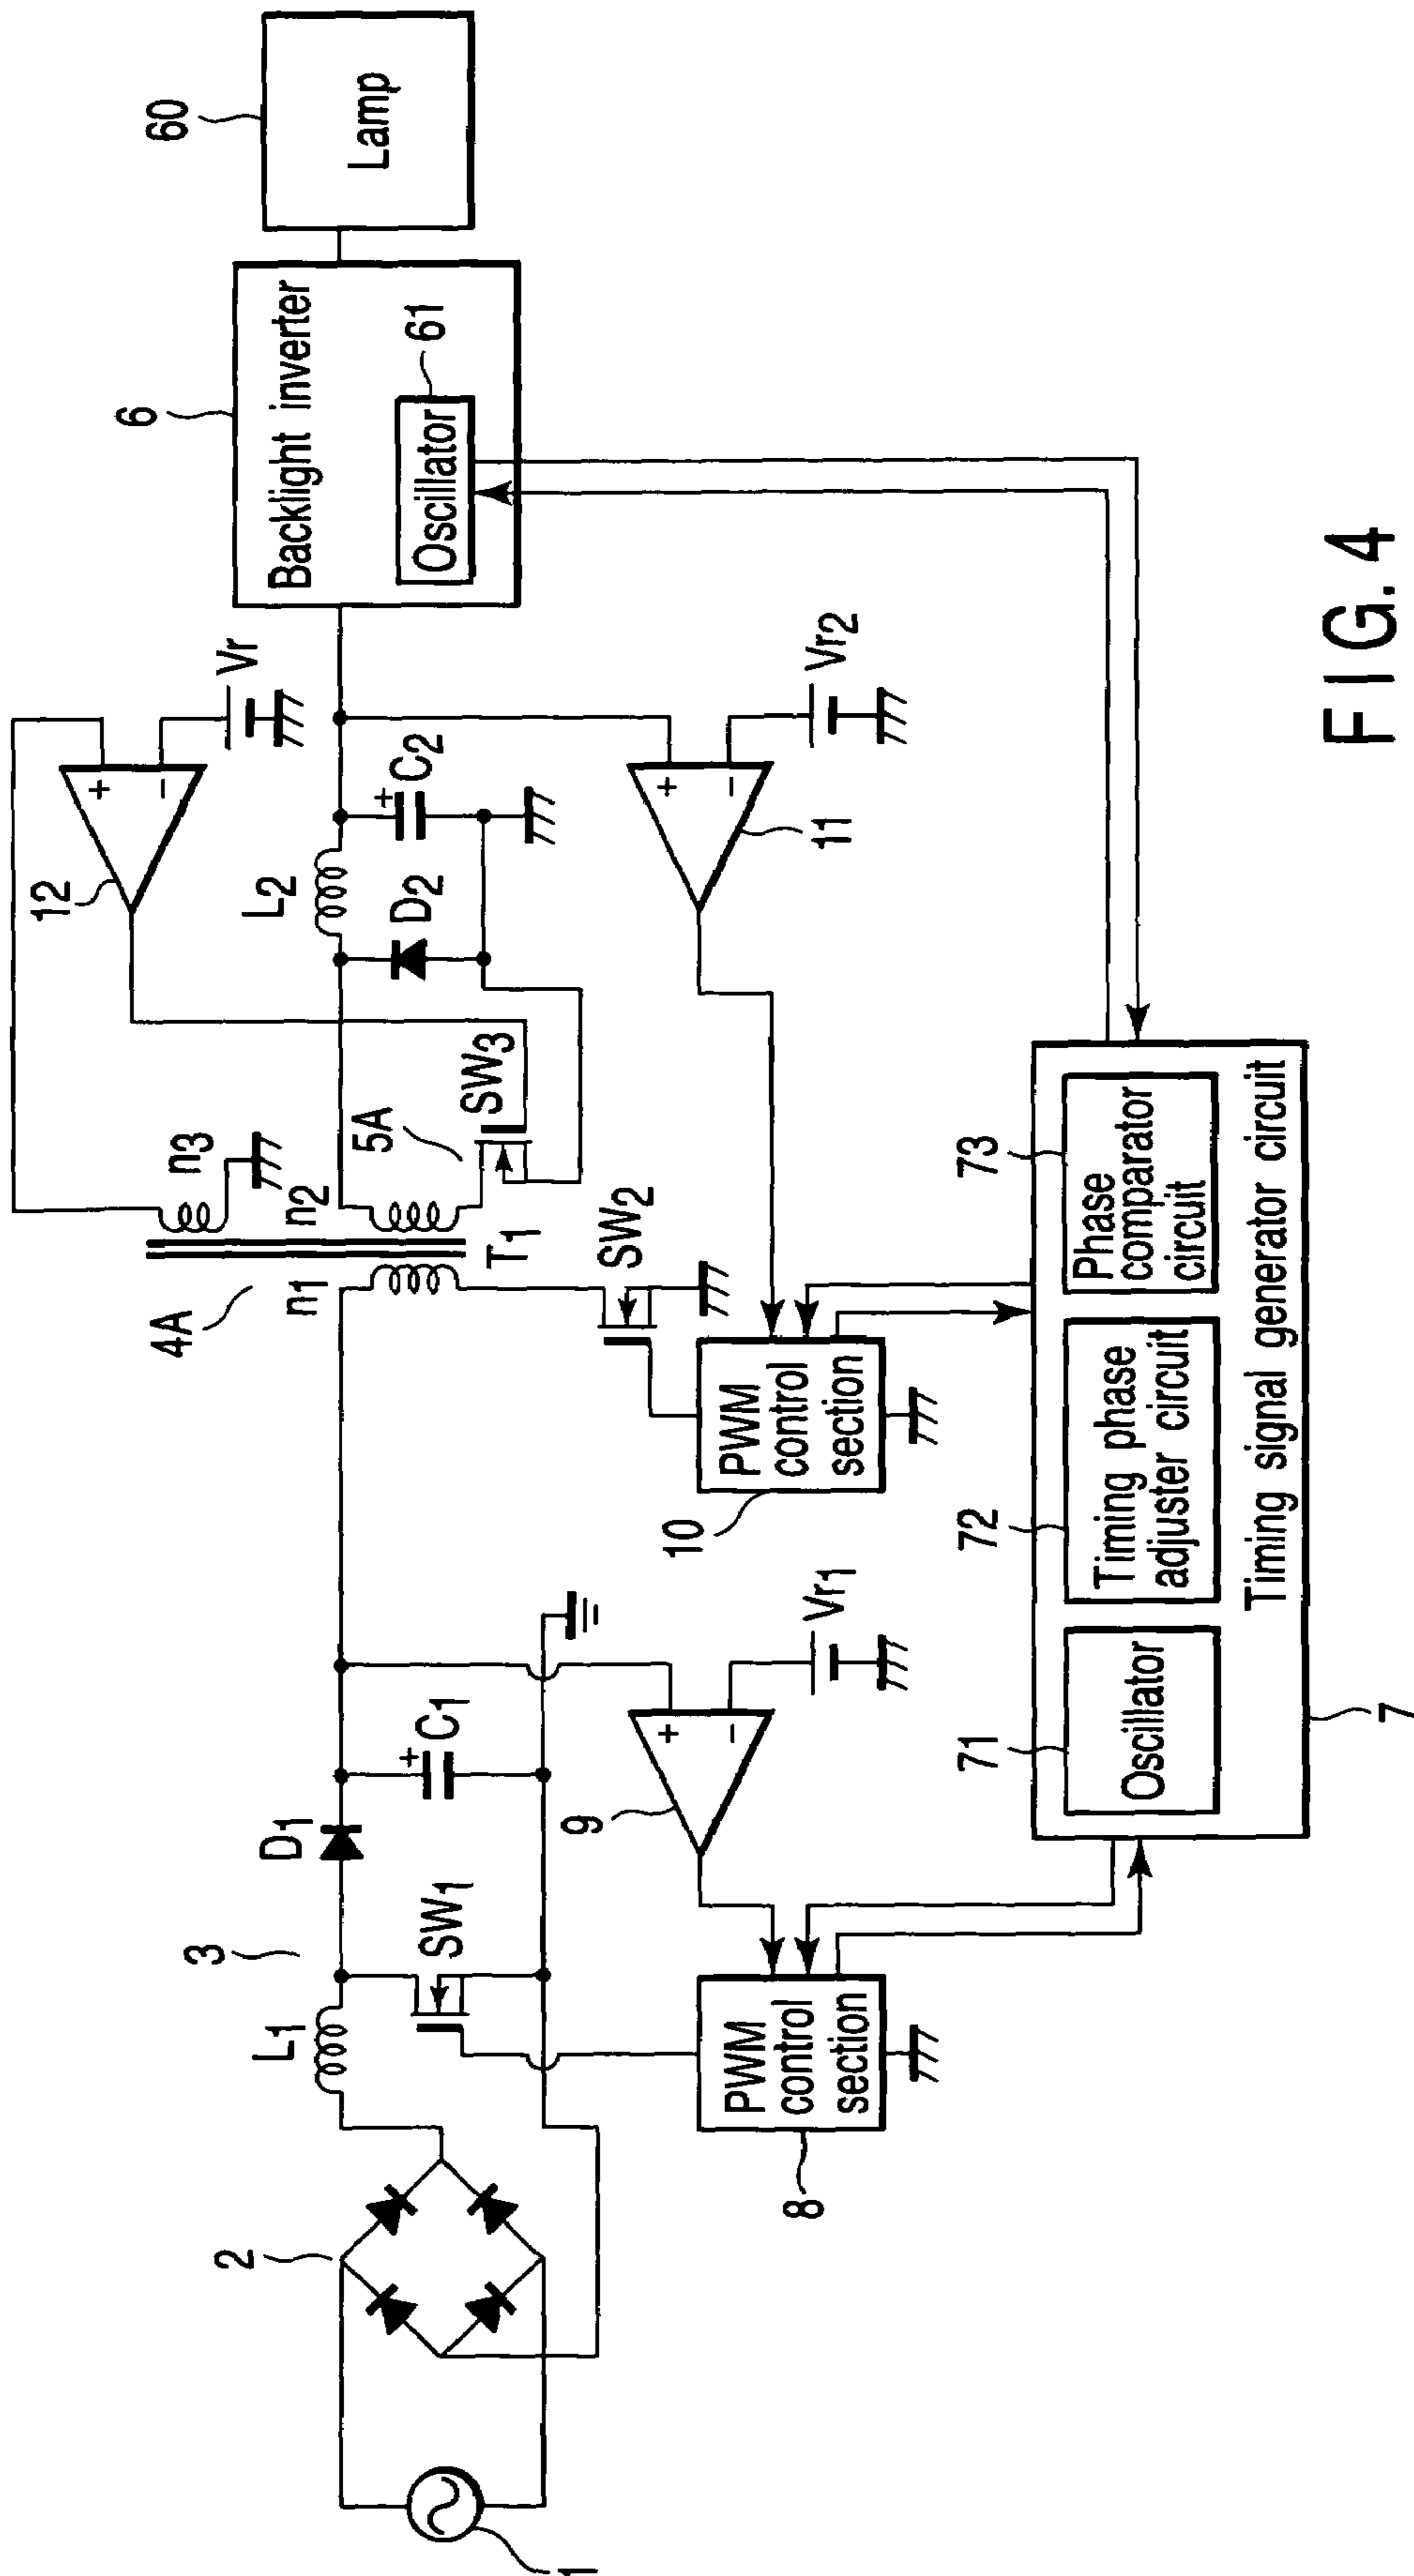 1
2
3
L1
D1
SW1
C1
4A
n1
n2
n3
T1
5A
SW2
SW3
12
L2
D2
C2
+
+
−
Vr
6
Backlight inverter
Oscillator
61
60
Lamp
8
PWM
control
section
9
+
−
+
Vr1
10
PWM
control
section
11
+
−
Vr2
7
71
Oscillator
72
Timing phase
adjuster circuit
73
Phase
comparator
circuit
Timing signal generator circuit
FIG. 4